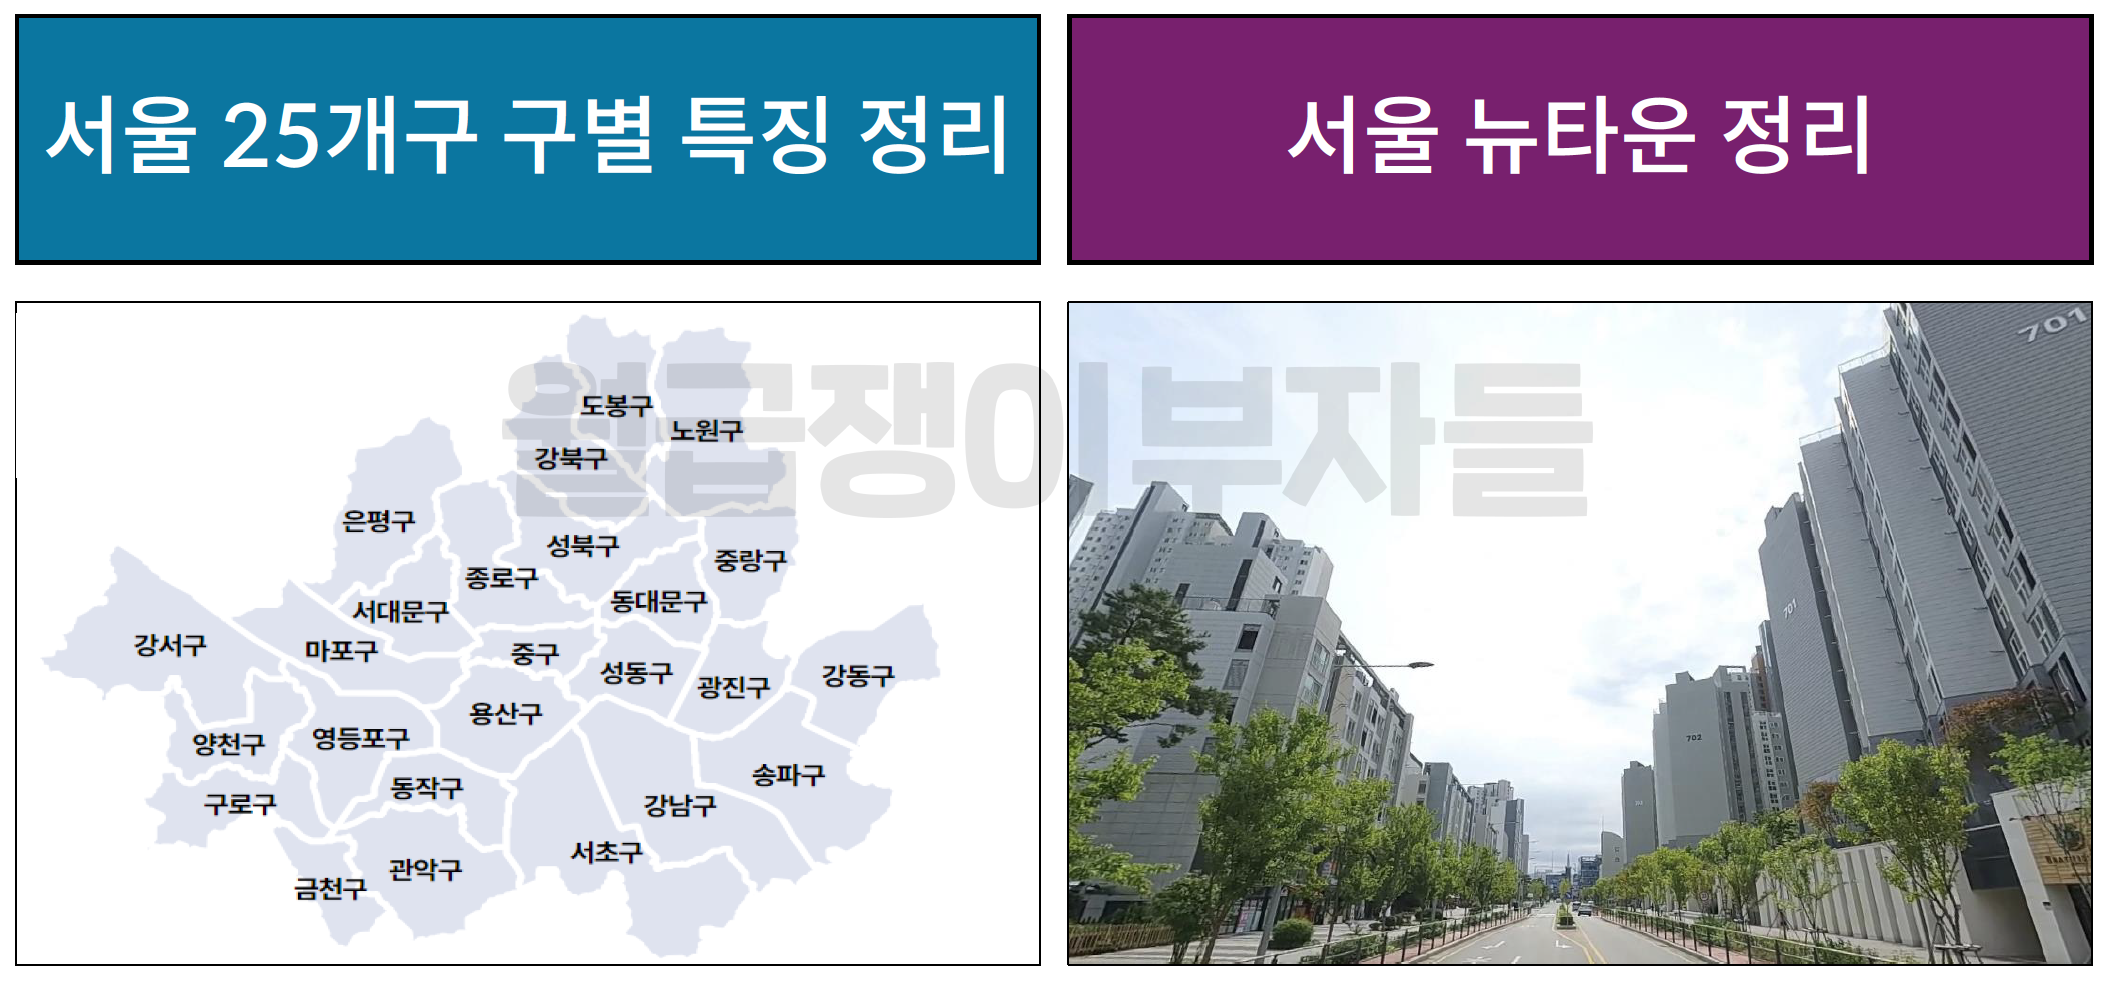 서울 25개구 구별 특징 정리
서울 뉴타운 정리
월급쟁이부자들
도봉구
노원구
강북구
은평구
성북구
중랑구
종로구
동대문구
서대문구
강서구
마포구
중구
성동구
광진구
강동구
용산구
양천구
영등포구
송파구
동작구
구로구
강남구
서초구
관악구
금천구
701
701
702